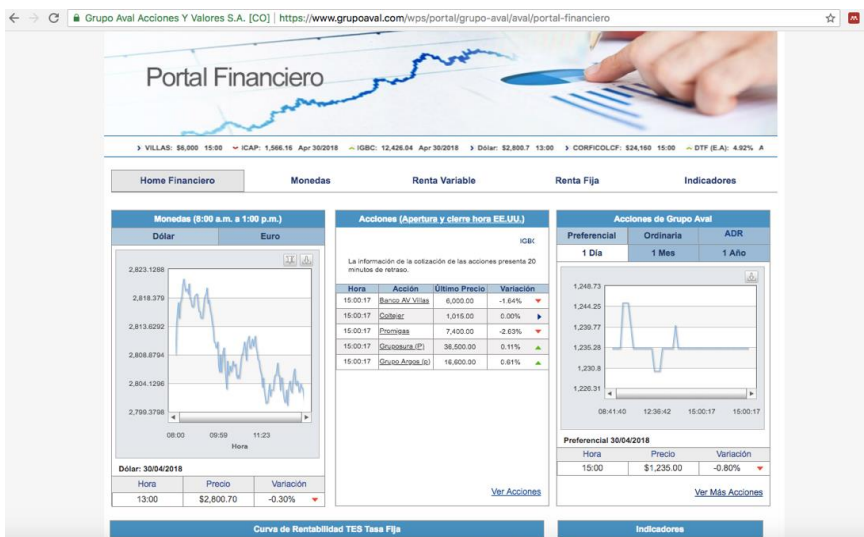 Grupo Aval Acciones Y Valores S.A. [CO] | https://www.grupoaval.com/wps/portal/grupo-aval/aval/portal-financiero
Portal Financiero
VILLAS: $6,000 15:00 ICAP: 1,566.16 Apr 30/2018 IGBC: 12,426.04 Apr 30/2018 Dólar: $2,800.7 13:00 CORFICOLCF: $24,160 15:00 DTF (E.A): 4.92% A
Home Financiero Monedas Renta Variable Renta Fija Indicadores
Monedas (8:00 a.m. a 1:00 p.m.)
Dólar Euro
2,823.1288
2,818.379
2,813.6292
2,808.8794
2,804.1296
2,799.3798
08:00 09:59 11:23
Hora
Dólar: 30/04/2018
Hora Precio Variación
13:00 $2,800.70 -0.30%
Acciones (Apertura y cierre hora EE.UU.)
IGBC
La información de la cotización de las acciones presenta 20
minutos de retraso.
Hora Acción Último Precio Variación
15:00:17 Banco AV Villas 6,000.00 -1.64%
15:00:17 Coltejer 1,015.00 0.00%
15:00:17 Promigas 7,400.00 -2.63%
15:00:17 Gruposura (P) 36,500.00 0.11%
15:00:17 Grupo Argos (p) 16,600.00 0.61%
Ver Acciones
Acciones de Grupo Aval
Preferencial Ordinaria ADR
1 Día 1 Mes 1 Año
1,248.73
1,244.25
1,239.77
1,235.28
1,230.8
1,226.31
08:41:40 12:36:42 15:00:17 15:00:17
Preferencial 30/04/2018
Hora Precio Variación
15:00 $1,235.00 -0.80%
Ver Más Acciones
Curva de Rentabilidad TES Tasa Fija
Indicadores